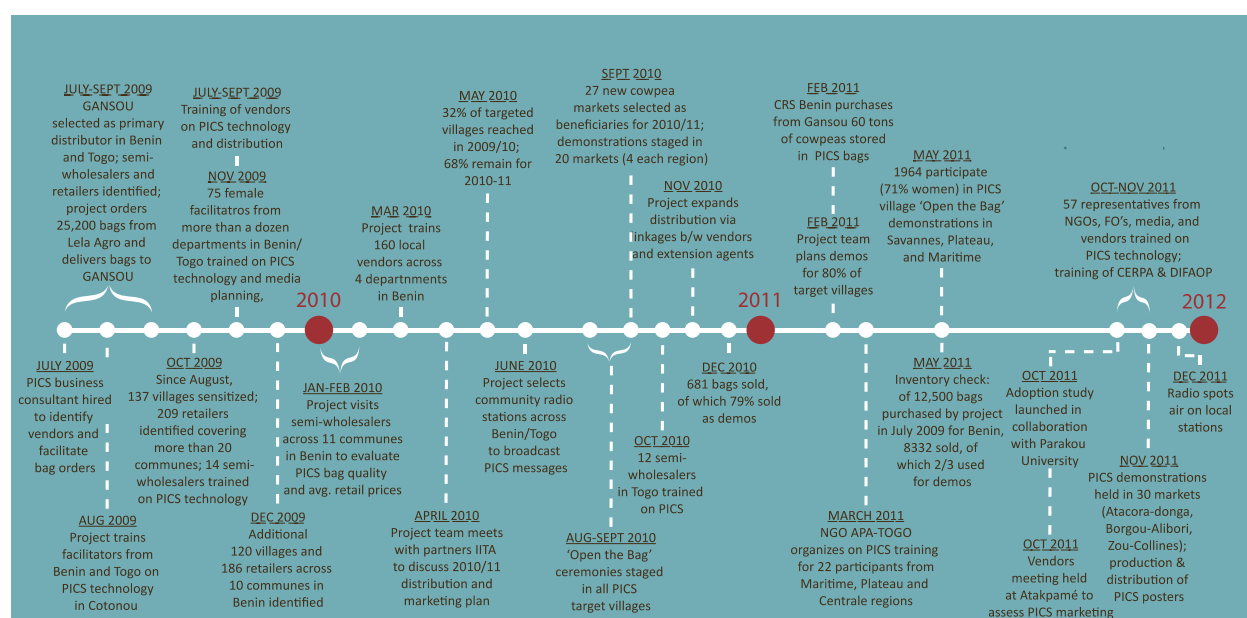 JULY-SEPT 2009
GANSOU
selected as primary
distributor in Benin
and Togo; semi-
wholesalers and
retailers identified;
project orders
25,200 bags from
Lela Agro and
delivers bags to
GANSOU
JULY-SEPT 2009
Training of vendors
on PICS technology
and distribution
NOV 2009
75 female
facilitatros from
more than a dozen
departments in Benin/
Togo trained on PICS
technology and media
planning,
MAR 2010
Project trains
160 local
vendors across
4 departnments
in Benin
MAY 2010
32% of targeted
villages reached
in 2009/10;
68% remain for
2010-11
SEPT 2010
27 new cowpea
markets selected as
beneficiaries for 2010/11;
demonstrations staged in
20 markets (4 each region)
NOV 2010
Project expands
distribution via
linkages b/w vendors
and extension agents
FEB 2011
CRS Benin purchases
from Gansou 60 tons
of cowpeas stored
in PICS bags
FEB 2011
Project team
plans demos
for 80% of
target villages
MAY 2011
1964 participate
(71% women) in PICS
village ‘Open the Bag’
demonstrations in
Savannes, Plateau,
and Maritime
OCT-NOV 2011
57 representatives from
NGOs, FO’s, media, and
vendors trained on
PICS technology;
training of CERPA & DIFAOP
2010
2011
2012
JULY 2009
PICS business
consultant hired
to identify
vendors and
facilitate
bag orders
AUG 2009
Project trains
facilitators from
Benin and Togo on
PICS technology
in Cotonou
OCT 2009
Since August,
137 villages sensitized;
209 retailers
identified covering
more than 20
communes; 14 semi-
wholesalers trained
on PICS technology
DEC 2009
Additional
120 villages and
186 retailers across
10 communes in
Benin identified
JAN-FEB 2010
Project visits
semi-wholesalers
across 11 communes
in Benin to evaluate
PICS bag quality
and avg. retail prices
APRIL 2010
Project team meets
with partners IITA
to discuss 2010/11
distribution and
marketing plan
JUNE 2010
Project selects
community radio
stations across
Benin/Togo
to broadcast
PICS messages
AUG-SEPT 2010
‘Open the Bag’
ceremonies staged
in all PICS
target villages
OCT 2010
12 semi-
wholesalers
in Togo trained
on PICS
DEC 2010
681 bags sold,
of which 79% sold
as demos
MARCH 2011
NGO APA-TOGO
organizes on PICS training
for 22 participants from
Maritime, Plateau and
Centrale regions
MAY 2011
Inventory check:
of 12,500 bags
purchased by project
in July 2009 for Benin,
8332 sold, of
which 2/3 used
for demos
OCT 2011
Adoption study
launched in
collaboration
with Parakou
University
OCT 2011
Vendors
meeting held
at Atakpamé to
assess PICS marketing
NOV 2011
PICS demonstrations
held in 30 markets
(Atacora-donga,
Borgou-Alibori,
Zou-Collines);
production &
distribution of
PICS posters
DEC 2011
Radio spots
air on local
stations